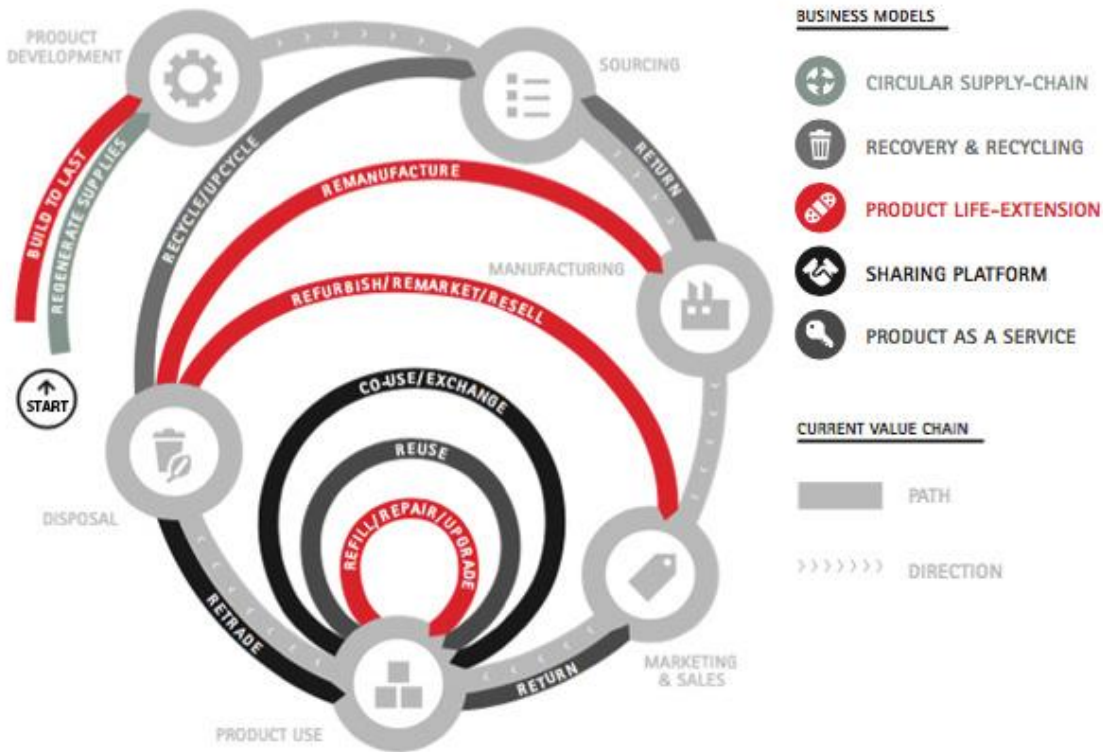 PRODUCT
DEVELOPMENT
SOURCING
BUILD TO LAST
REGENERATE SUPPLIES
RECYCLE/UPCYCLE
RETURN
REMANUFACTURE
MANUFACTURING
REFURBISH/REMARKET/RESELL
START
CO-USE/EXCHANGE
REUSE
REFILL/REPAIR/UPGRADE
DISPOSAL
RETRADE
RETURN
MARKETING
& SALES
PRODUCT USE
BUSINESS MODELS
CIRCULAR SUPPLY-CHAIN
RECOVERY & RECYCLING
PRODUCT LIFE-EXTENSION
SHARING PLATFORM
PRODUCT AS A SERVICE
CURRENT VALUE CHAIN
PATH
DIRECTION